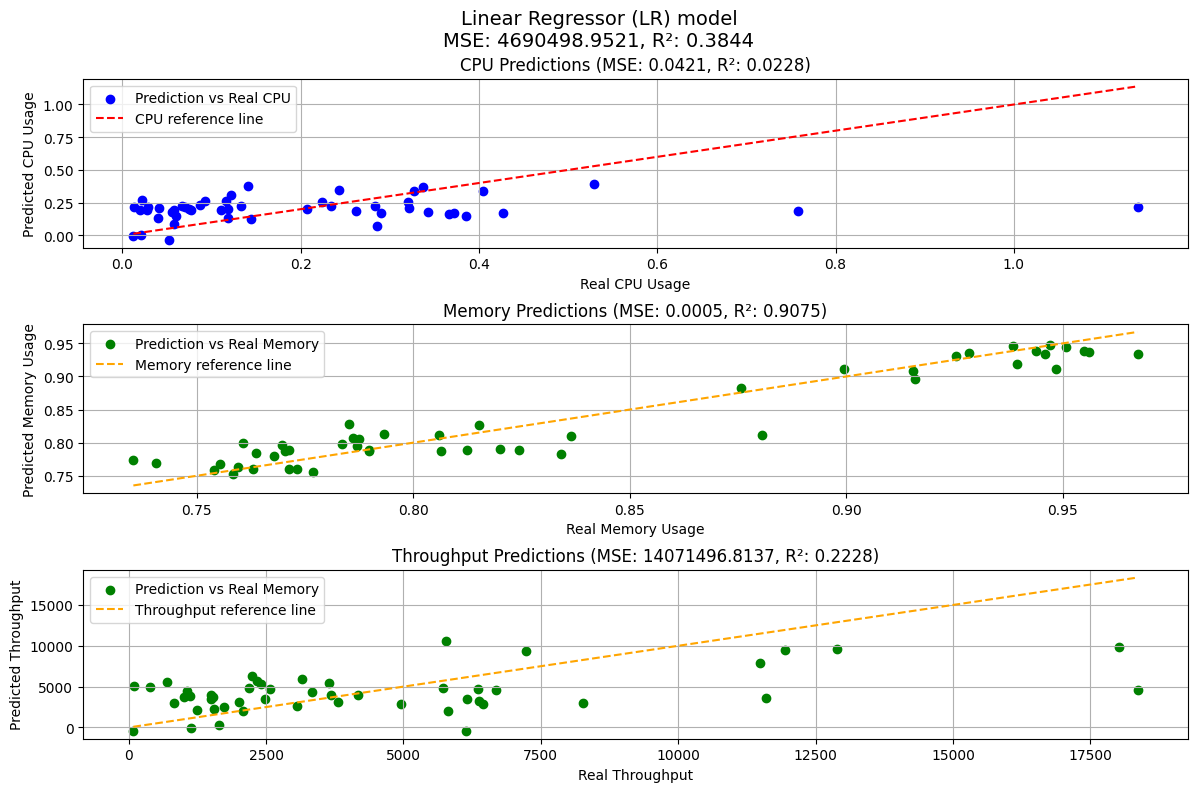 Linear Regressor (LR) model
MSE: 4690498.9521, R²: 0.3844
CPU Predictions (MSE: 0.0421, R²: 0.0228)
Predicted CPU Usage
1.00
0.75
0.50
0.25
0.00
Prediction vs Real CPU
CPU reference line
0.0 0.2 0.4 0.6 0.8 1.0
Real CPU Usage
Memory Predictions (MSE: 0.0005, R²: 0.9075)
Predicted Memory Usage
0.95
0.90
0.85
0.80
0.75
Prediction vs Real Memory
Memory reference line
0.75 0.80 0.85 0.90 0.95
Real Memory Usage
Throughput Predictions (MSE: 14071496.8137, R²: 0.2228)
Predicted Throughput
15000
10000
5000
0
Prediction vs Real Memory
Throughput reference line
0 2500 5000 7500 10000 12500 15000 17500
Real Throughput